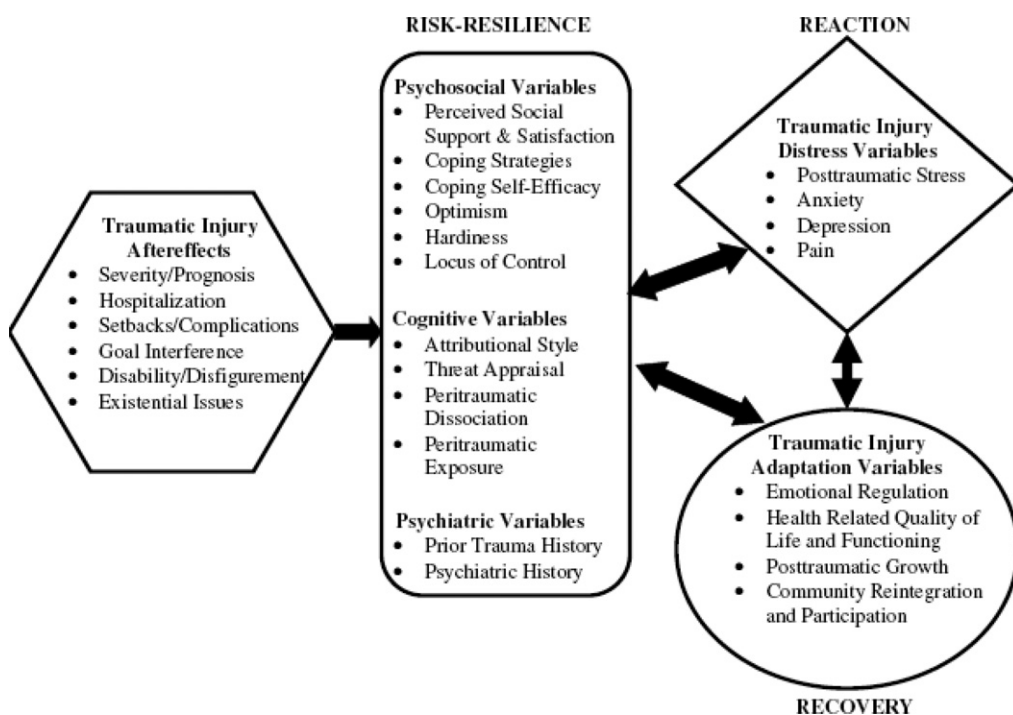 RISK-RESILIENCE
REACTION
Traumatic Injury
Aftereffects
• Severity/Prognosis
• Hospitalization
• Setbacks/Complications
• Goal Interference
• Disability/Disfigurement
• Existential Issues
Psychosocial Variables
• Perceived Social
Support & Satisfaction
• Coping Strategies
• Coping Self-Efficacy
• Optimism
• Hardiness
• Locus of Control
Cognitive Variables
• Attributional Style
• Threat Appraisal
• Peritraumatic
Dissociation
• Peritraumatic
Exposure
Psychiatric Variables
• Prior Trauma History
• Psychiatric History
Traumatic Injury
Distress Variables
• Posttraumatic Stress
• Anxiety
• Depression
• Pain
Traumatic Injury
Adaptation Variables
• Emotional Regulation
• Health Related Quality of
Life and Functioning
• Posttraumatic Growth
• Community Reintegration
and Participation
RECOVERY